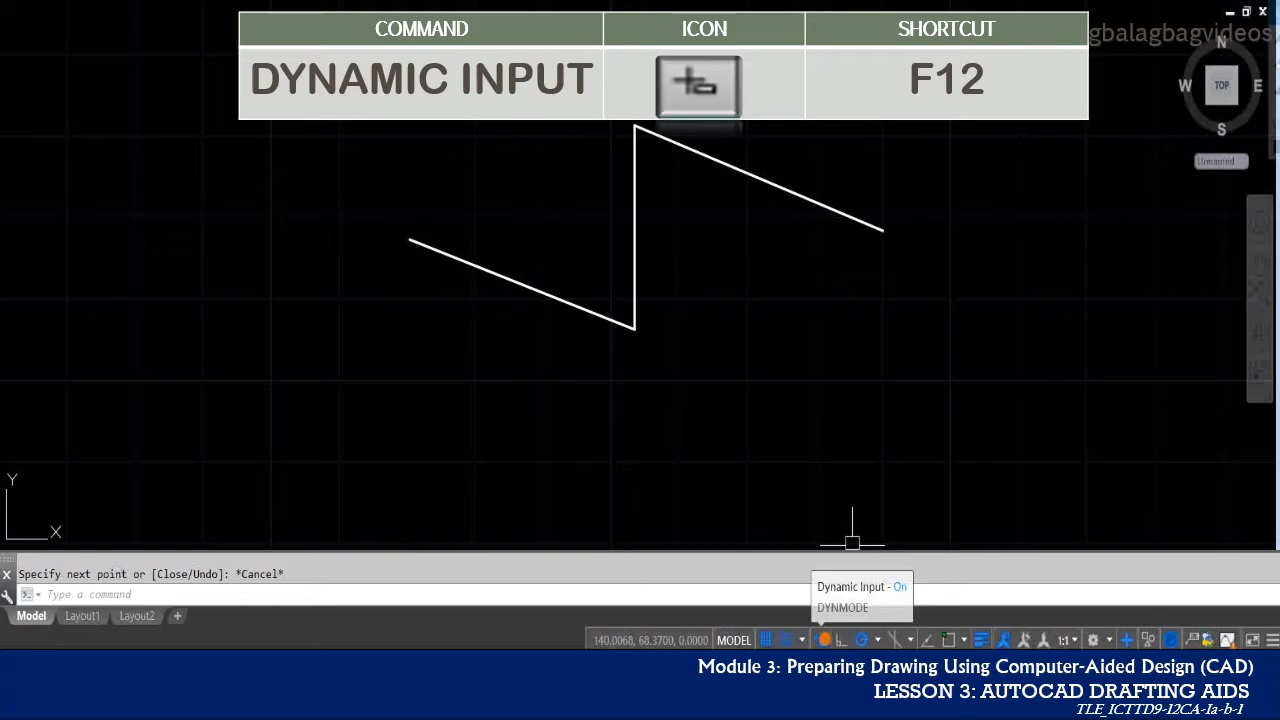 COMMAND ICON SHORTCUT
gbalagbagvideos
DYNAMIC INPUT F12
N
W TOP E
S
Unnamed
Y
X
Specify next point or [Close/Undo]: *Cancel*
Type a command
Dynamic Input - On
DYNMODE
Model Layout1 Layout2 +
140.0068, 68.3700, 0.0000 MODEL 1:1
Module 3: Preparing Drawing Using Computer-Aided Design (CAD)
LESSON 3: AUTOCAD DRAFTING AIDS
TLE_ICTTD9-12CA-Ia-b-1